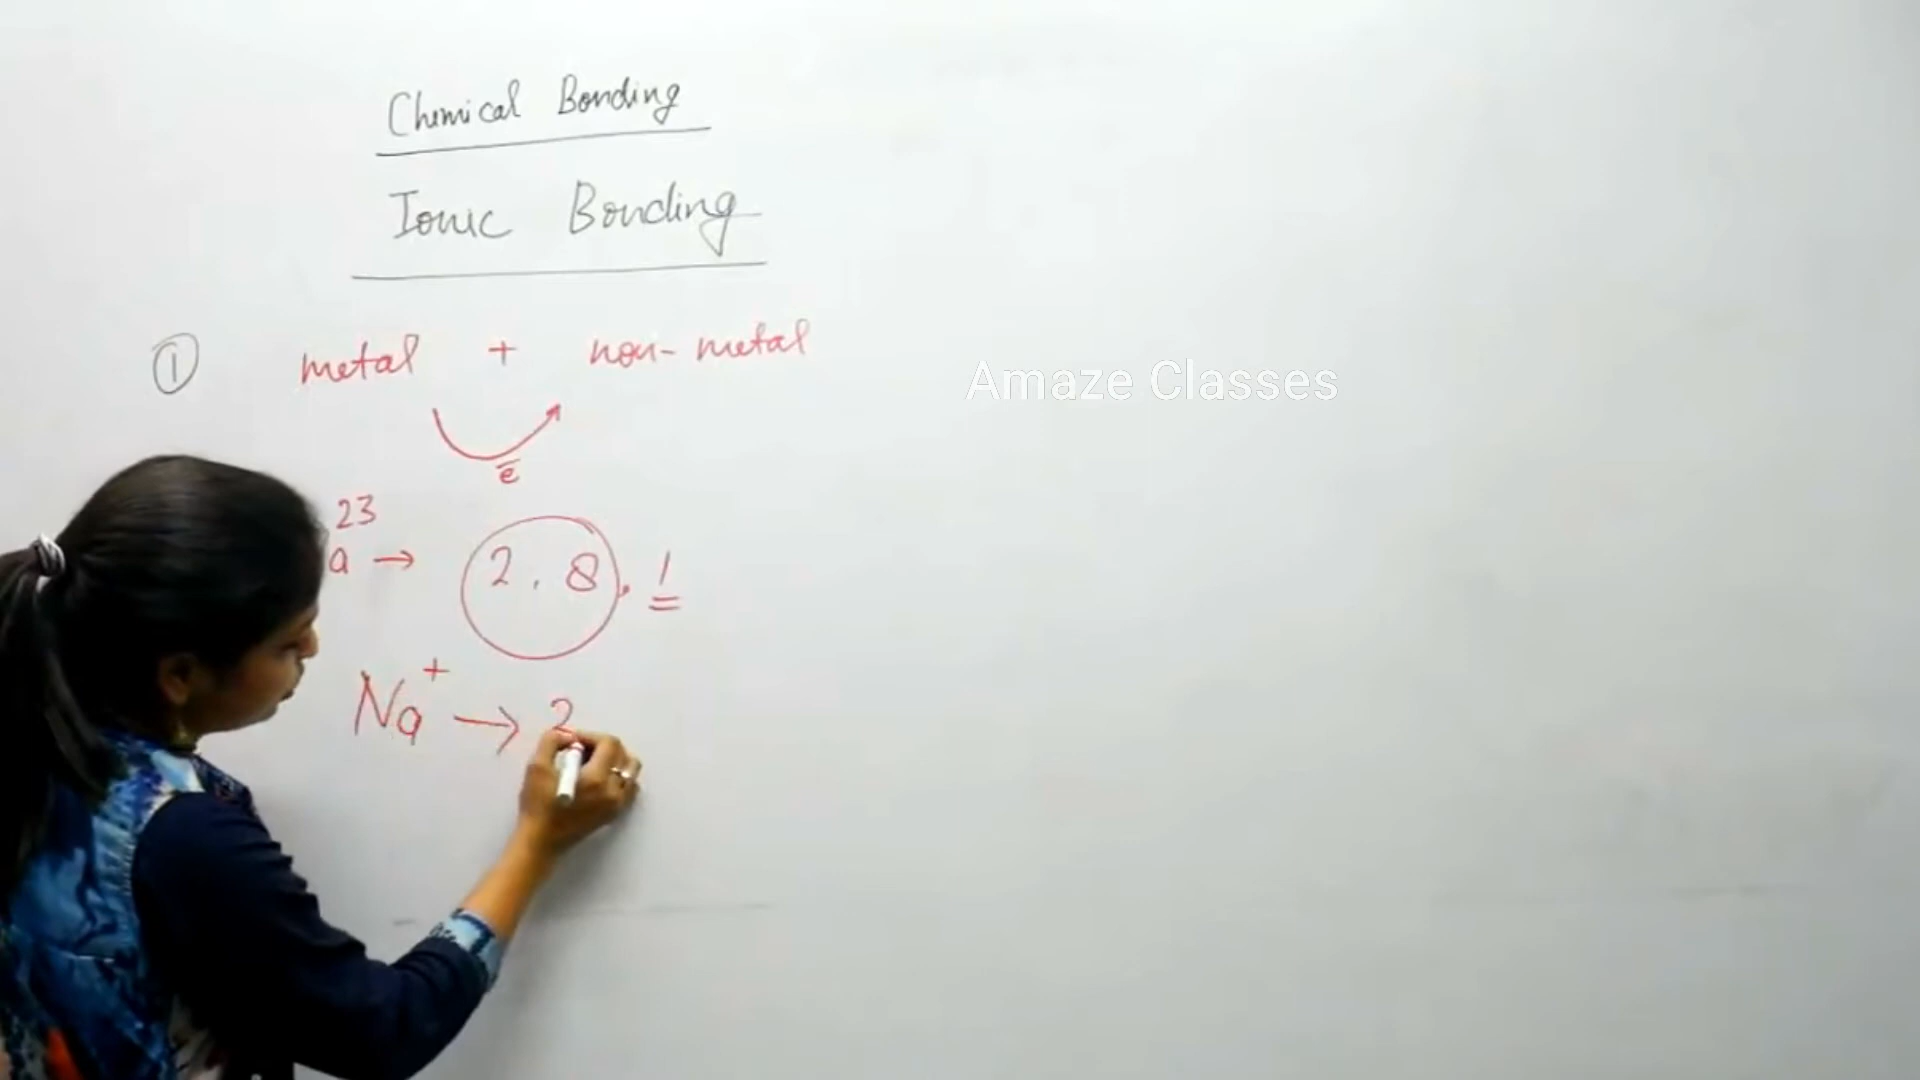 Chemical Bonding
Ionic Bonding
① metal + non-metal
e̅
Amaze Classes
23
a → 2 . 8 . 1
Na⁺ → 2